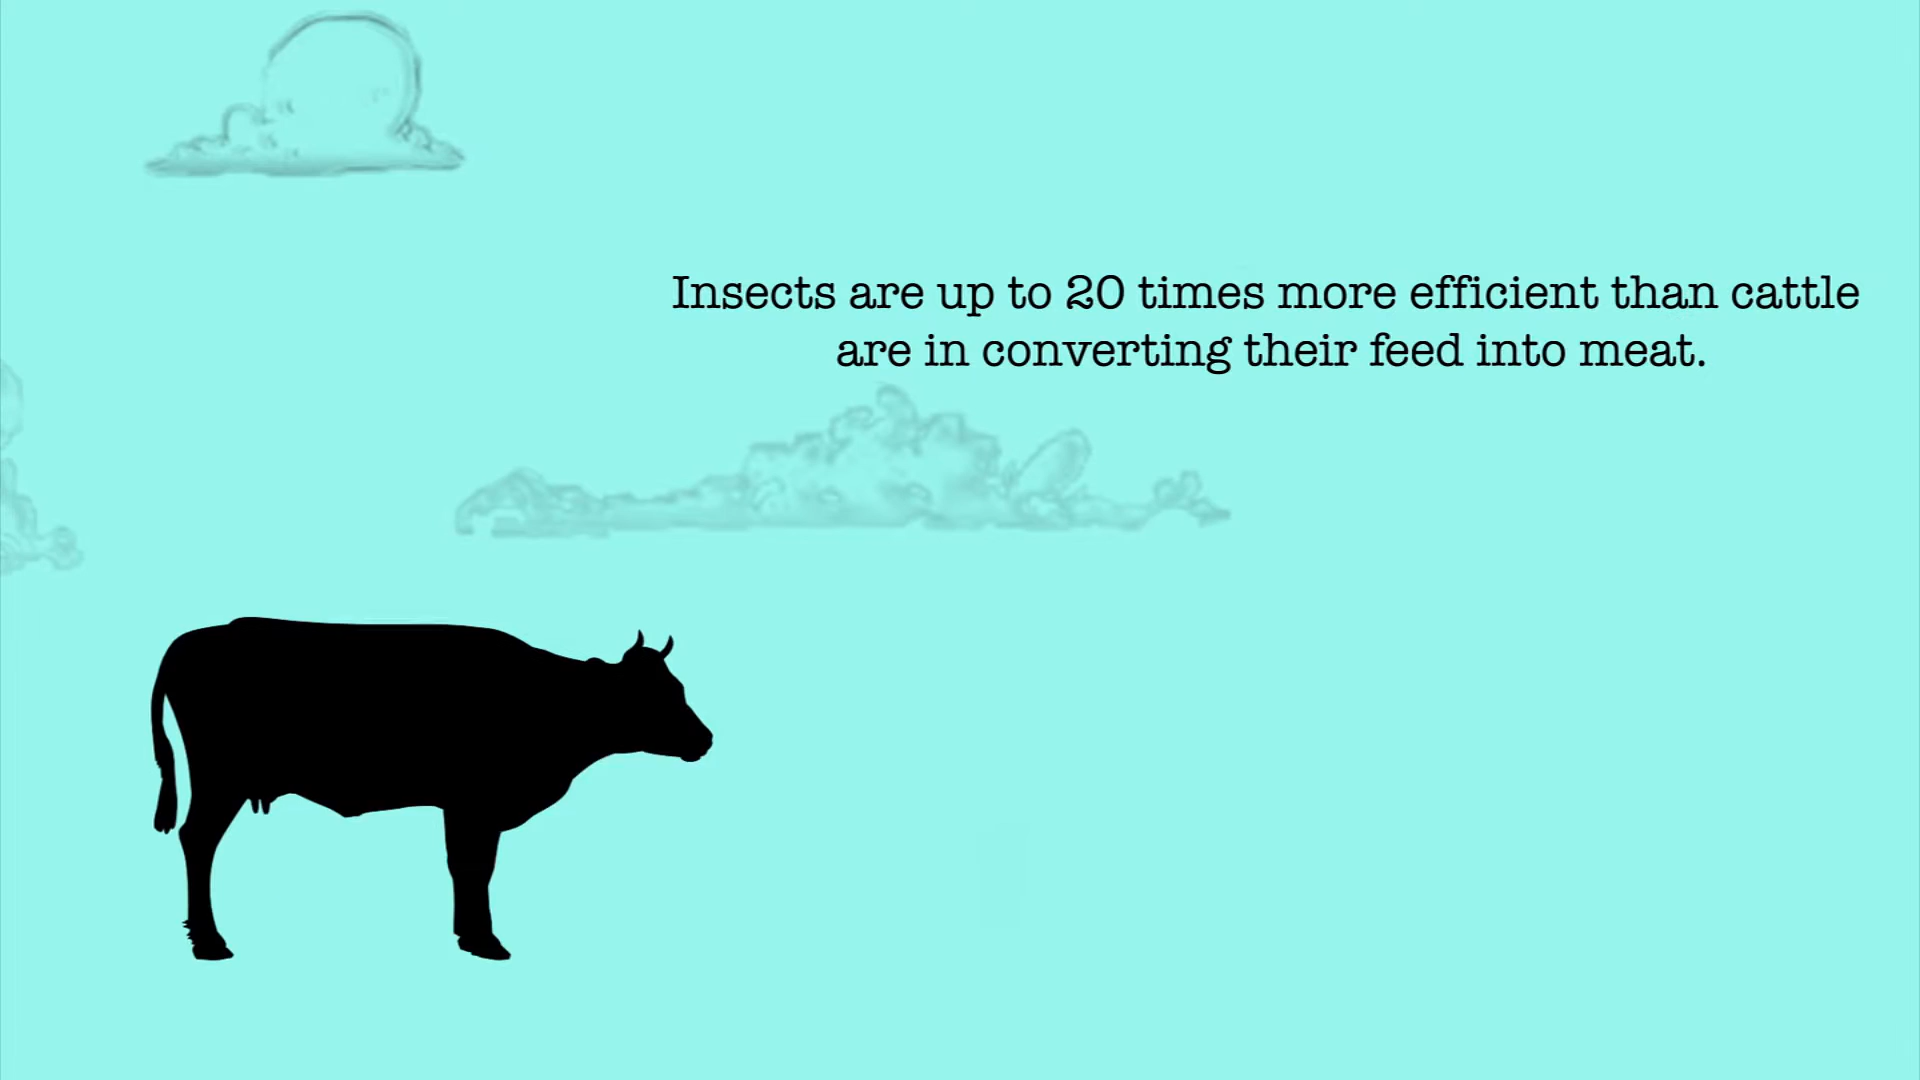 Insects are up to 20 times more efficient than cattle
are in converting their feed into meat.